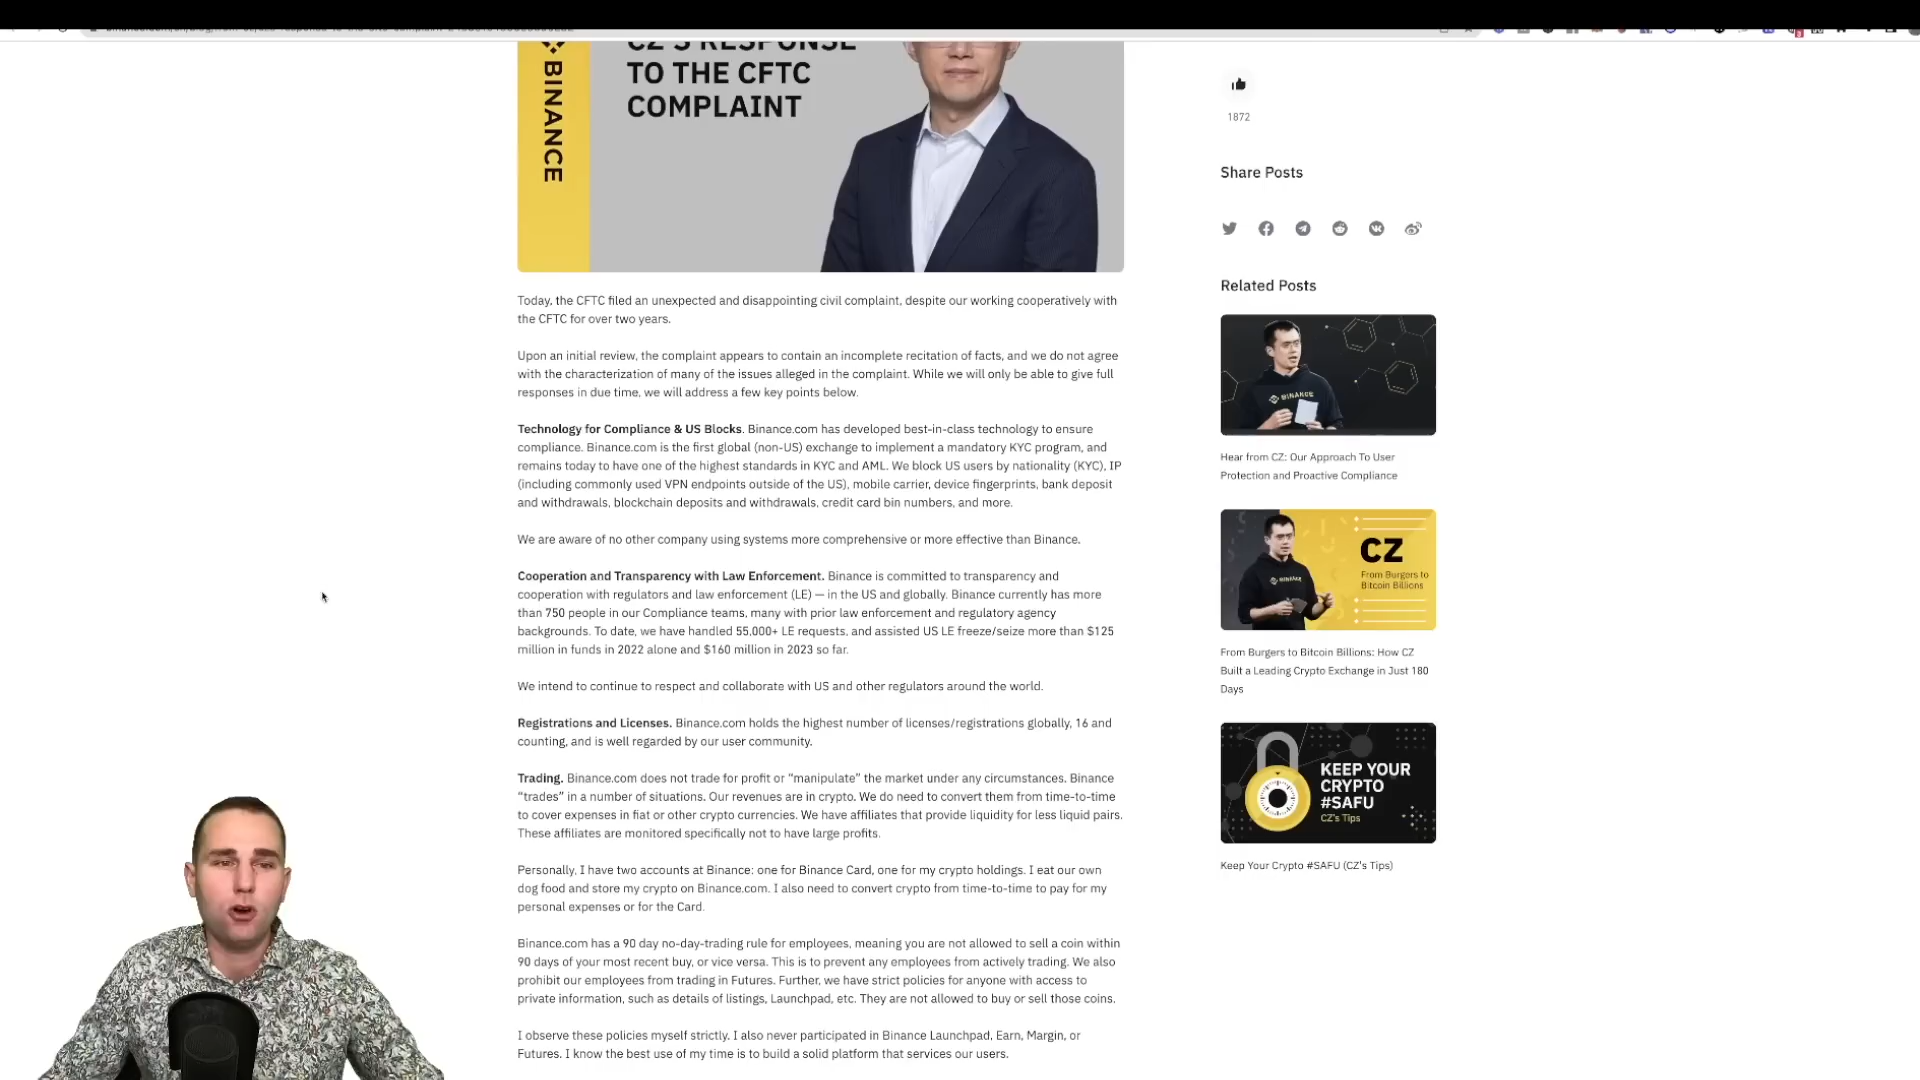 BINANCE
CZ'S RESPONSE
TO THE CFTC
COMPLAINT
Today, the CFTC filed an unexpected and disappointing civil complaint, despite our working cooperatively with
the CFTC for over two years.
Upon an initial review, the complaint appears to contain an incomplete recitation of facts, and we do not agree
with the characterization of many of the issues alleged in the complaint. While we will only be able to give full
responses in due time, we will address a few key points below.
Technology for Compliance & US Blocks. Binance.com has developed best-in-class technology to ensure
compliance. Binance.com is the first global (non-US) exchange to implement a mandatory KYC program, and
remains today to have one of the highest standards in KYC and AML. We block US users by nationality (KYC), IP
(including commonly used VPN endpoints outside of the US), mobile carrier, device fingerprints, bank deposit
and withdrawals, blockchain deposits and withdrawals, credit card bin numbers, and more.
We are aware of no other company using systems more comprehensive or more effective than Binance.
Cooperation and Transparency with Law Enforcement. Binance is committed to transparency and
cooperation with regulators and law enforcement (LE) — in the US and globally. Binance currently has more
than 750 people in our Compliance teams, many with prior law enforcement and regulatory agency
backgrounds. To date, we have handled 55,000+ LE requests, and assisted US LE freeze/seize more than $125
million in funds in 2022 alone and $160 million in 2023 so far.
We intend to continue to respect and collaborate with US and other regulators around the world.
Registrations and Licenses. Binance.com holds the highest number of licenses/registrations globally, 16 and
counting, and is well regarded by our user community.
Trading. Binance.com does not trade for profit or “manipulate” the market under any circumstances. Binance
“trades” in a number of situations. Our revenues are in crypto. We do need to convert them from time-to-time
to cover expenses in fiat or other crypto currencies. We have affiliates that provide liquidity for less liquid pairs.
These affiliates are monitored specifically not to have large profits.
Personally, I have two accounts at Binance: one for Binance Card, one for my crypto holdings. I eat our own
dog food and store my crypto on Binance.com. I also need to convert crypto from time-to-time to pay for my
personal expenses or for the Card.
Binance.com has a 90 day no-day-trading rule for employees, meaning you are not allowed to sell a coin within
90 days of your most recent buy, or vice versa. This is to prevent any employees from actively trading. We also
prohibit our employees from trading in Futures. Further, we have strict policies for anyone with access to
private information, such as details of listings, Launchpad, etc. They are not allowed to buy or sell those coins.
I observe these policies myself strictly. I also never participated in Binance Launchpad, Earn, Margin, or
Futures. I know the best use of my time is to build a solid platform that services our users.
1872
Share Posts
Related Posts
BINANCE
Hear from CZ: Our Approach To User
Protection and Proactive Compliance
CZ
From Burgers to
Bitcoin Billions
BINANCE
From Burgers to Bitcoin Billions: How CZ
Built a Leading Crypto Exchange in Just 180
Days
KEEP YOUR
CRYPTO
#SAFU
CZ's Tips
Keep Your Crypto #SAFU (CZ's Tips)